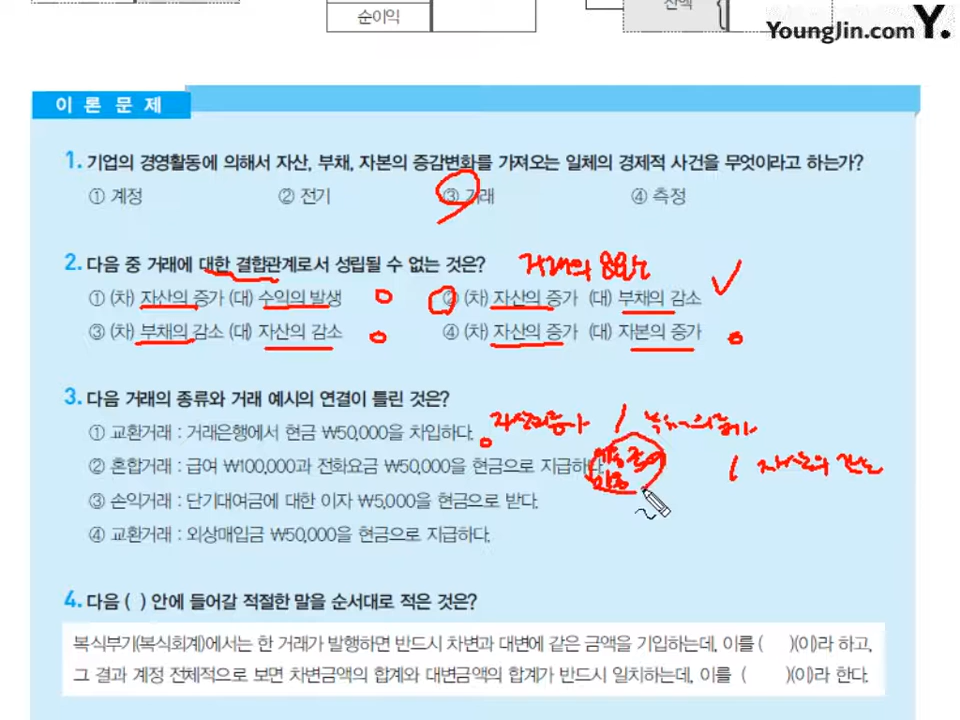 순이익
잔액
YoungJin.com Y.
이 론 문 제
1. 기업의 경영활동에 의해서 자산, 부채, 자본의 증감변화를 가져오는 일체의 경제적 사건을 무엇이라고 하는가?
① 계정 ② 전기 ③ 거래 ④ 측정
2. 다음 중 거래에 대한 결합관계로서 성립될 수 없는 것은? 거래의 8요소
① (차) 자산의 증가 (대) 수익의 발생 ② (차) 자산의 증가 (대) 부채의 감소
③ (차) 부채의 감소 (대) 자산의 감소 ④ (차) 자산의 증가 (대) 자본의 증가
3. 다음 거래의 종류와 거래 예시의 연결이 틀린 것은?
① 교환거래 : 거래은행에서 현금 ₩50,000을 차입하다. 자산의 증가 / 부채의 증가
② 혼합거래 : 급여 ₩100,000과 전화요금 ₩50,000을 현금으로 지급하다. / 자산의 감소
③ 손익거래 : 단기대여금에 대한 이자 ₩5,000을 현금으로 받다.
④ 교환거래 : 외상매입금 ₩50,000을 현금으로 지급하다.
4. 다음 ( ) 안에 들어갈 적절한 말을 순서대로 적은 것은?
복식부기(복식회계)에서는 한 거래가 발행하면 반드시 차변과 대변에 같은 금액을 기입하는데, 이를 ( )(이)라 하고,
그 결과 계정 전체적으로 보면 차변금액의 합계와 대변금액의 합계가 반드시 일치하는데, 이를 ( )(이)라 한다.